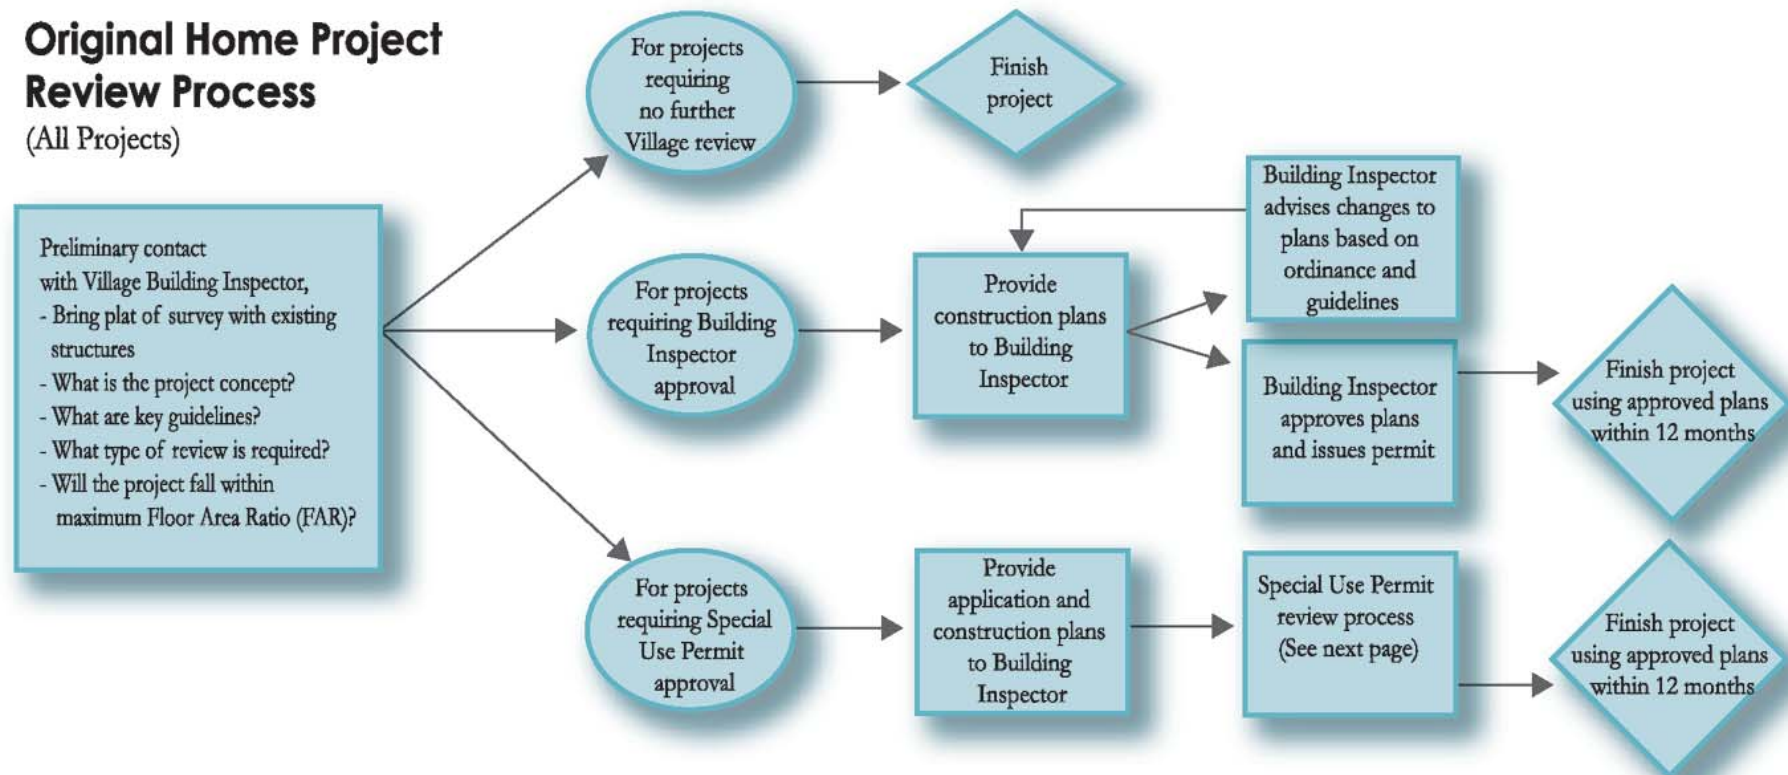 Original Home Project
Review Process
(All Projects)
Preliminary contact
with Village Building Inspector,
- Bring plat of survey with existing
structures
- What is the project concept?
- What are key guidelines?
- What type of review is required?
- Will the project fall within
maximum Floor Area Ratio (FAR)?
For projects
requiring
no further
Village review
Finish
project
For projects
requiring Building
Inspector
approval
Provide
construction plans
to Building
Inspector
Building Inspector
advises changes to
plans based on
ordinance and
guidelines
Building Inspector
approves plans
and issues permit
Finish project
using approved plans
within 12 months
For projects
requiring Special
Use Permit
approval
Provide
application and
construction plans
to Building
Inspector
Special Use Permit
review process
(See next page)
Finish project
using approved plans
within 12 months